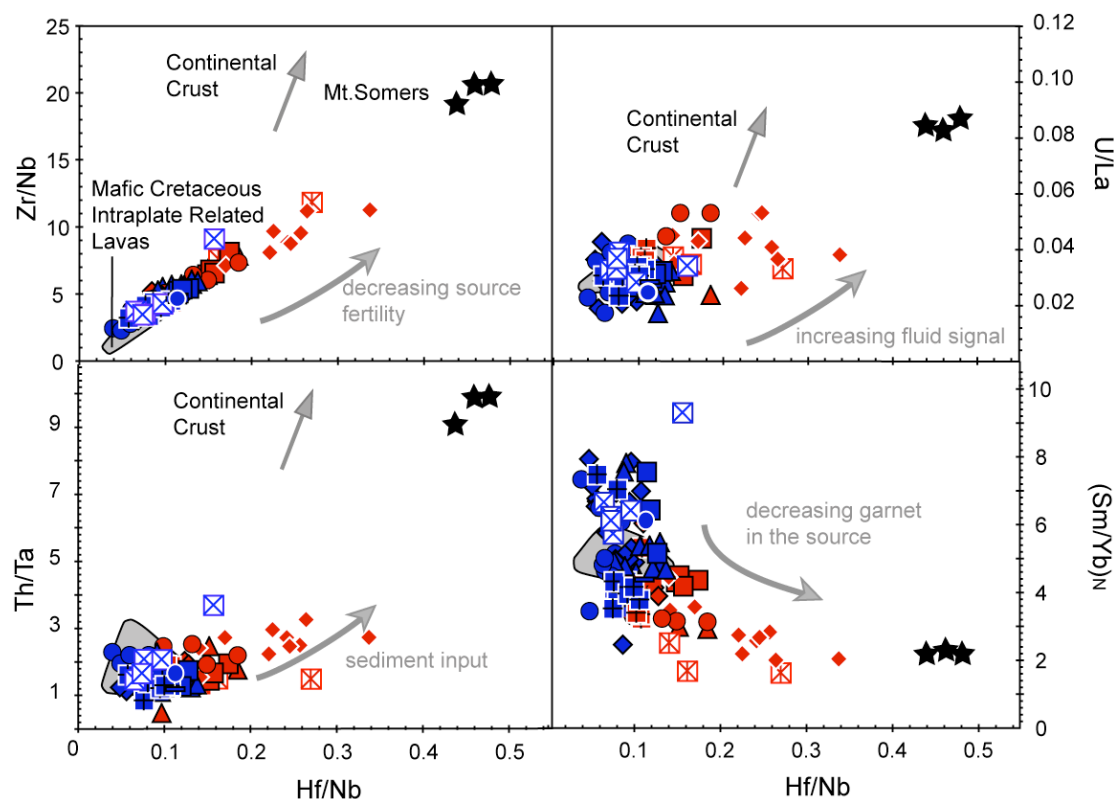 25
20
15
10
5
0
Zr/Nb
Continental
Crust
Mt.Somers
Mafic Cretaceous
Intraplate Related
Lavas
decreasing source
fertility
0.12
0.10
0.08
0.06
0.04
0.02
U/La
Continental
Crust
increasing fluid signal
9
7
5
3
1
Th/Ta
Continental
Crust
sediment input
0
0.1
0.2
0.3
0.4
0.5
Hf/Nb
10
8
6
4
2
0
(Sm/Yb)N
decreasing garnet
in the source
0.1
0.2
0.3
0.4
0.5
Hf/Nb